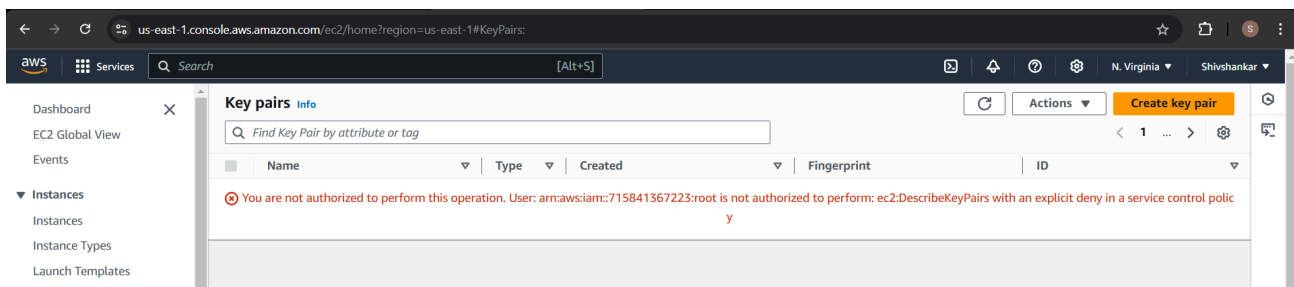 us-east-1.console.aws.amazon.com/ec2/home?region=us-east-1#KeyPairs:
S
aws
Services
Search
[Alt+S]
N. Virginia
Shivshankar
Dashboard
EC2 Global View
Events
Instances
Instances
Instance Types
Launch Templates
Key pairs Info
Actions
Create key pair
Find Key Pair by attribute or tag
1 ...
Name Type Created Fingerprint ID
You are not authorized to perform this operation. User: arn:aws:iam::715841367223:root is not authorized to perform: ec2:DescribeKeyPairs with an explicit deny in a service control polic
y